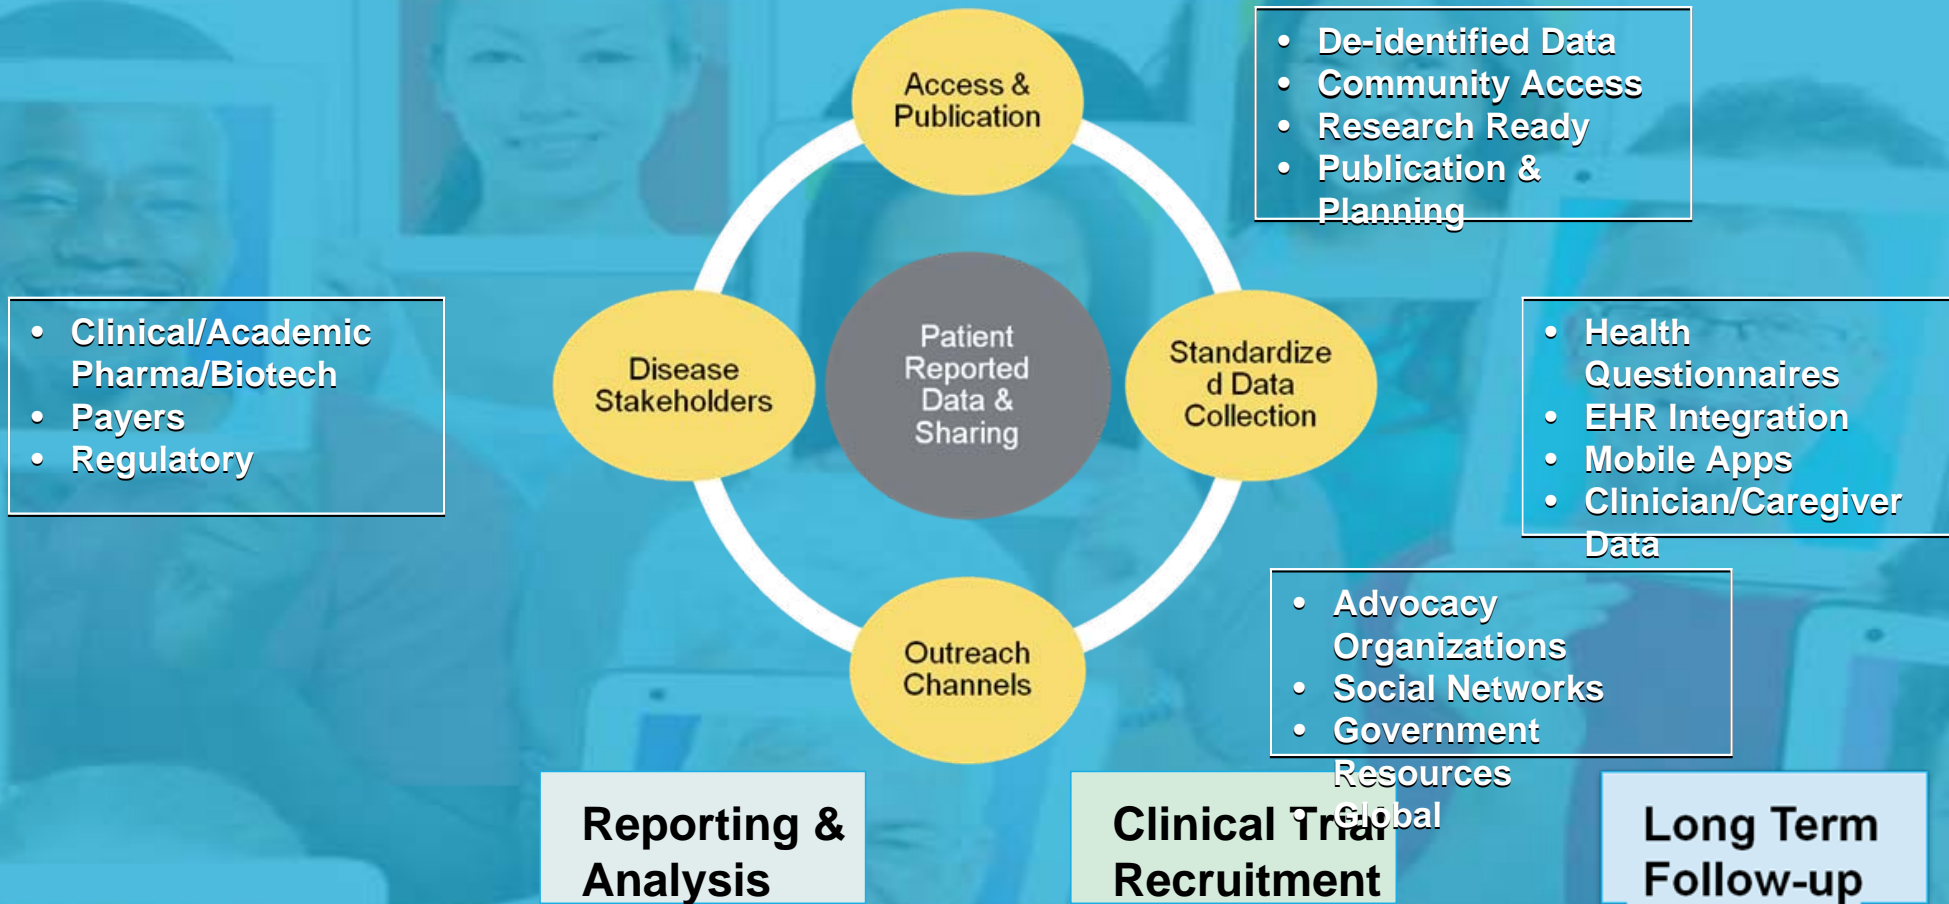 Access &
Publication
• De-identified Data
• Community Access
• Research Ready
• Publication &
Planning
• Clinical/Academic
Pharma/Biotech
• Payers
• Regulatory
Disease
Stakeholders
Patient
Reported
Data &
Sharing
Standardize
d Data
Collection
• Health
Questionnaires
• EHR Integration
• Mobile Apps
• Clinician/Caregiver
Data
Outreach
Channels
• Advocacy
Organizations
• Social Networks
• Government
Resources
• Global
Reporting &
Analysis
Clinical Trial
Recruitment
Long Term
Follow-up